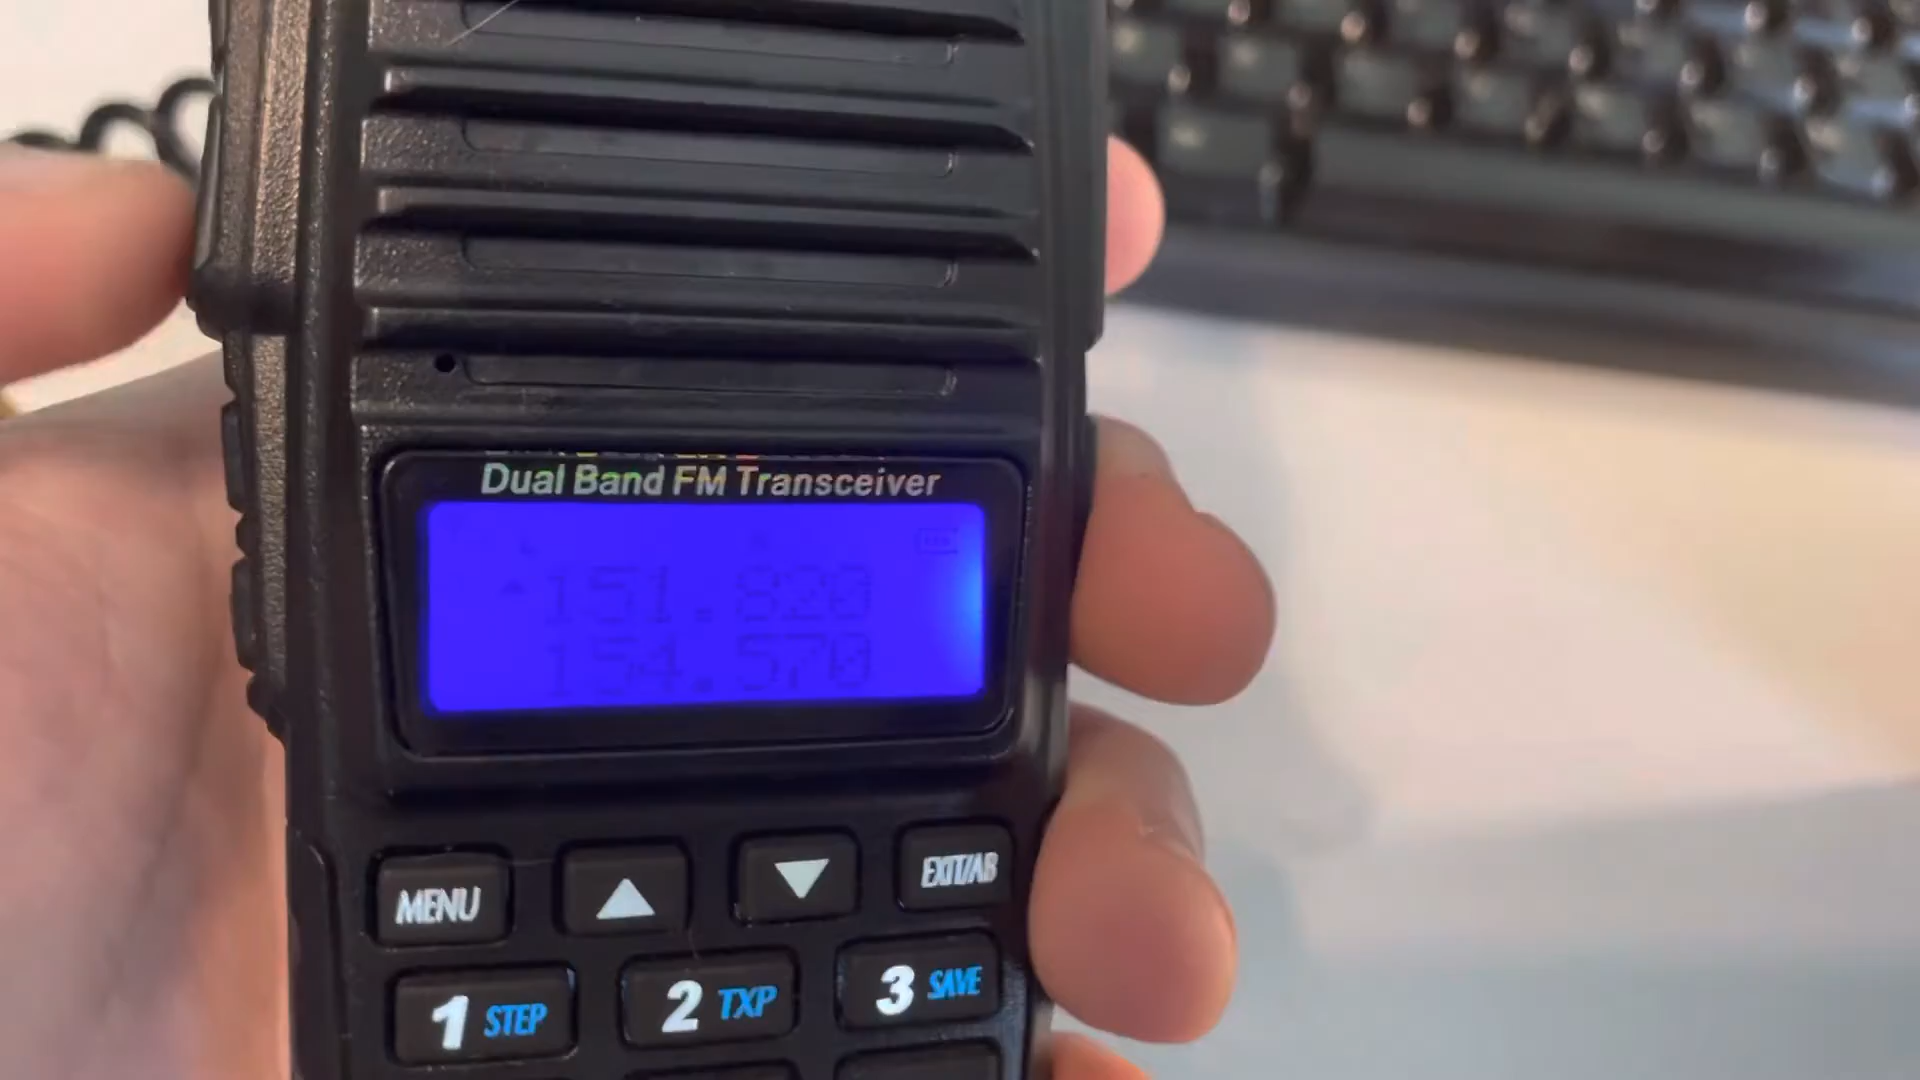 Dual Band FM Transceiver
L N
151.820
154.570
MENU EXIT/AB
1 STEP 2 TXP 3 SAVE